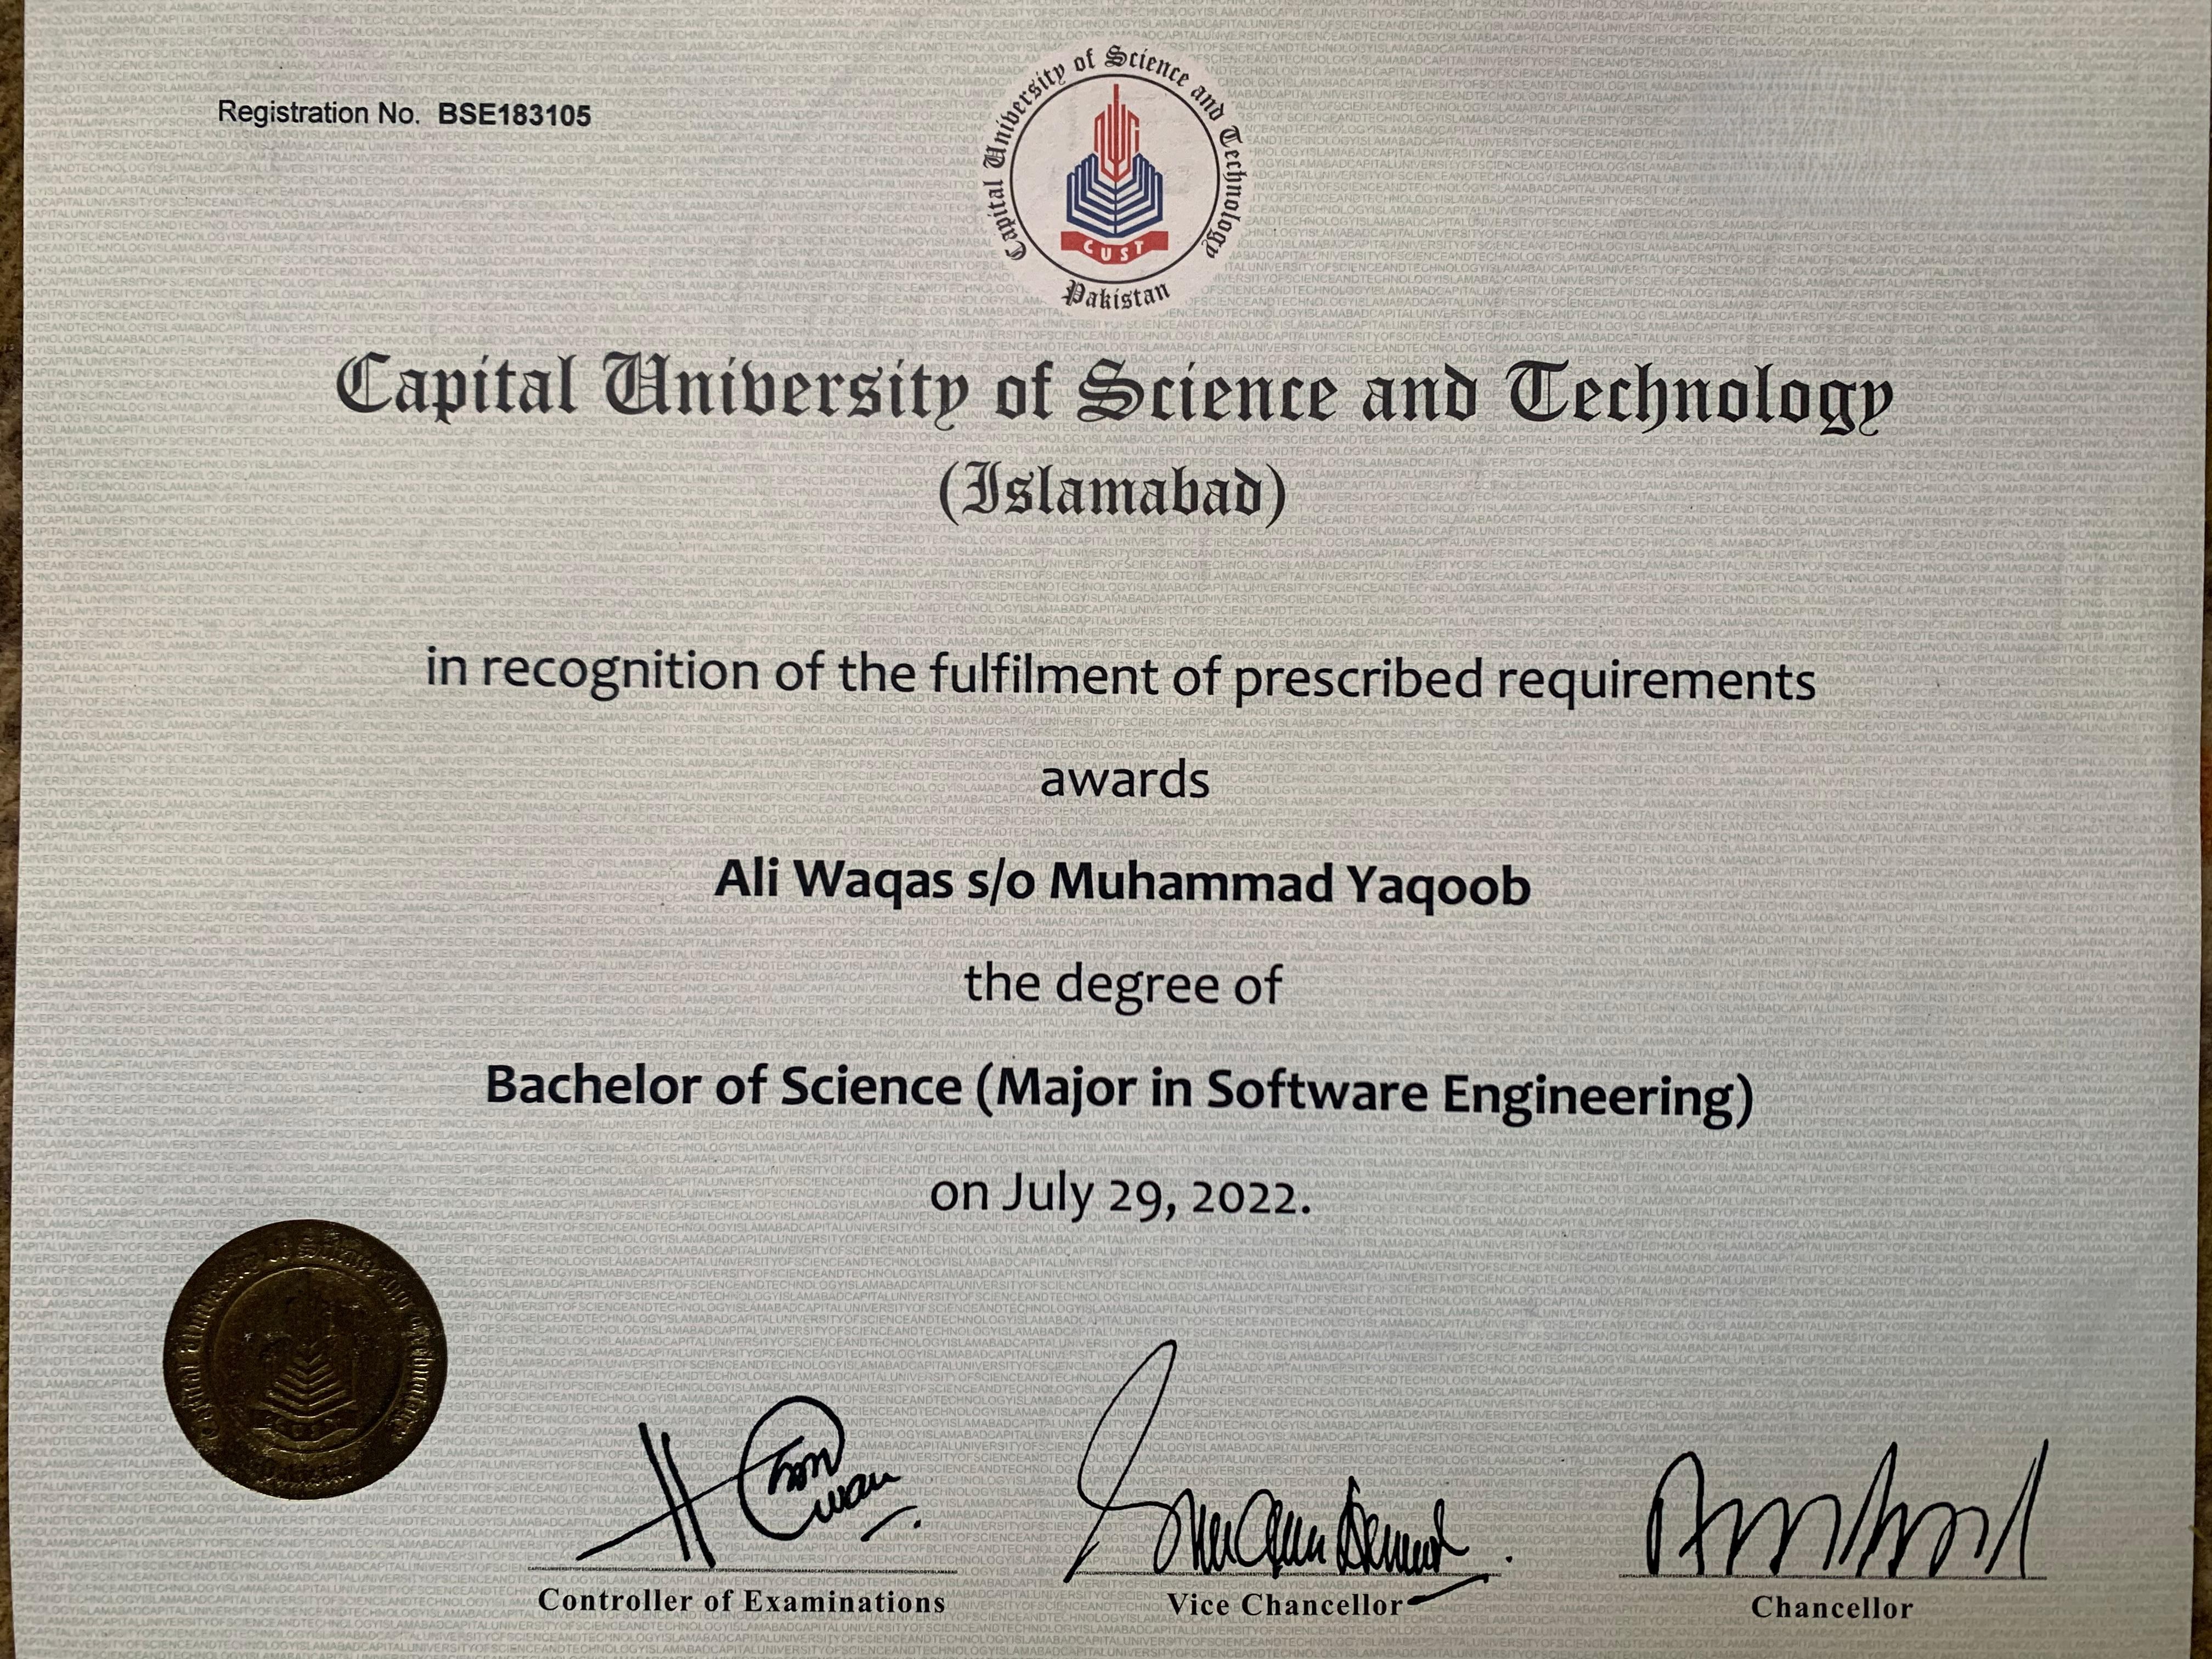 Registration No. BSE183105
Capital University of Science and Technology
CUST
Pakistan
Capital University of Science and Technology
(Islamabad)
in recognition of the fulfilment of prescribed requirements
awards
Ali Waqas s/o Muhammad Yaqoob
the degree of
Bachelor of Science (Major in Software Engineering)
on July 29, 2022.
Controller of Examinations
Vice Chancellor
Chancellor